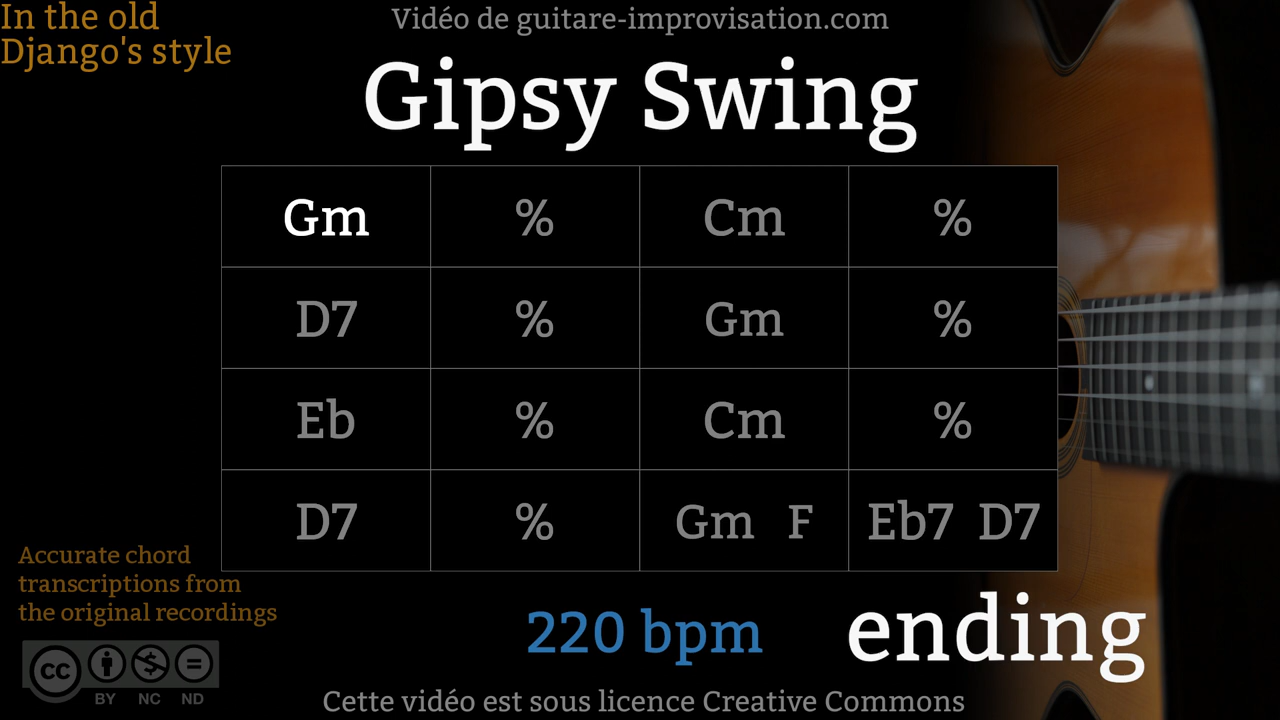 In the old
Django's style
Vidéo de guitare-improvisation.com
Gipsy Swing
Gm % Cm %
D7 % Gm %
Eb % Cm %
D7 % Gm F Eb7 D7
Accurate chord
transcriptions from
the original recordings
220 bpm ending
cc
BY NC ND
Cette vidéo est sous licence Creative Commons